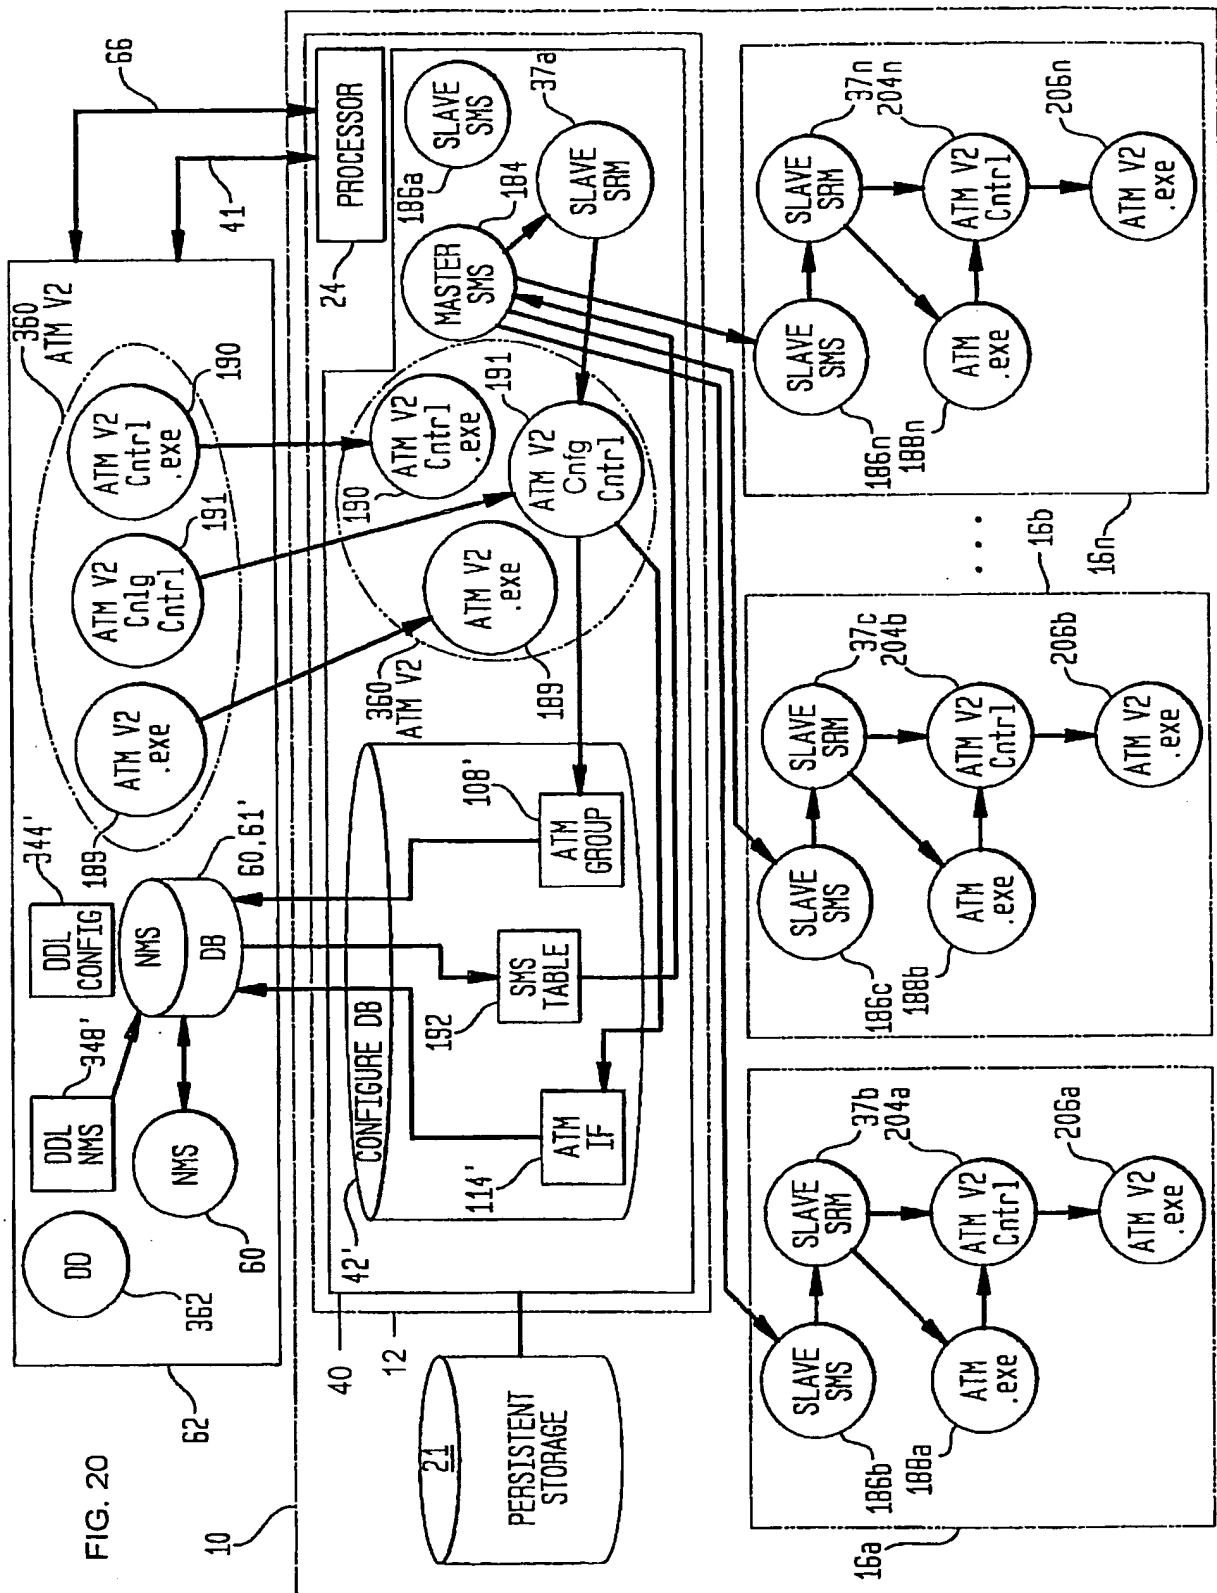 FIG. 20
10
62
362
DD
NMS
60
DDL
NMS
348'
DDL
CONFIG
344'
NMS
DB
60,61'
189
ATM V2
.exe
ATM V2
Cnlg
Cntrl
191
ATM V2
Cntrl
.exe
190
360
ATM V2
41
66
21
PERSISTENT
STORAGE
40
12
42'
CONFIGURE DB
114'
ATM
IF
192
SMS
TABLE
108'
ATM
GROUP
360
ATM V2
189
ATM V2
.exe
190
ATM V2
Cntrl
.exe
191
ATM V2
Cnfg
Cntrl
24
PROCESSOR
MASTER
SMS
184
186a
SLAVE
SMS
SLAVE
SRM
37a
16a
186b
SLAVE
SMS
SLAVE
SRM
37b
204a
188a
ATM
.exe
ATM V2
Cntrl
206a
ATM V2
.exe
16b
186c
SLAVE
SMS
SLAVE
SRM
37c
204b
188b
ATM
.exe
ATM V2
Cntrl
206b
ATM V2
.exe
• • •
16n
186n
SLAVE
SMS
SLAVE
SRM
37n
204n
188n
ATM
.exe
ATM V2
Cntrl
206n
ATM V2
.exe